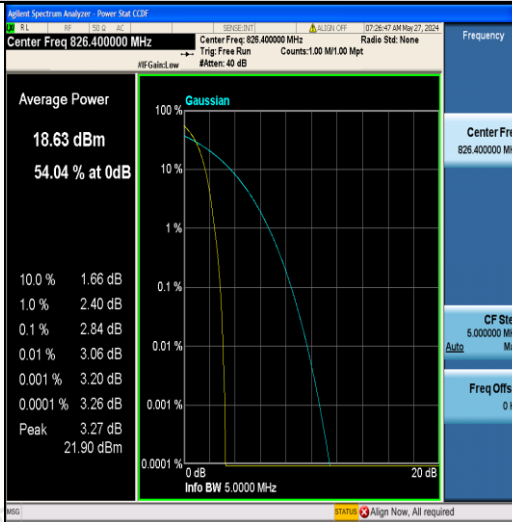 Agilent Spectrum Analyzer - Power Stat CCDF
RL RF 50 Ω AC SENSE:INT ALIGN OFF 07:26:47 AM May 27, 2024
Center Freq 826.400000 MHz
Center Freq: 826.400000 MHz Radio Std: None
Trig: Free Run Counts:1.00 M/1.00 Mpt
#IFGain:Low #Atten: 40 dB
Frequency
Average Power
18.63 dBm
54.04 % at 0dB
10.0 % 1.66 dB
1.0 % 2.40 dB
0.1 % 2.84 dB
0.01 % 3.06 dB
0.001 % 3.20 dB
0.0001 % 3.26 dB
Peak 3.27 dB
21.90 dBm
Gaussian
100 %
10 %
1 %
0.1 %
0.01 %
0.001 %
0.0001 %
0 dB 20 dB
Info BW 5.0000 MHz
Center Fre
826.400000 MH
CF Ste
5.000000 MH
Auto Ma
Freq Offs
0 H
MSG STATUS Align Now, All required